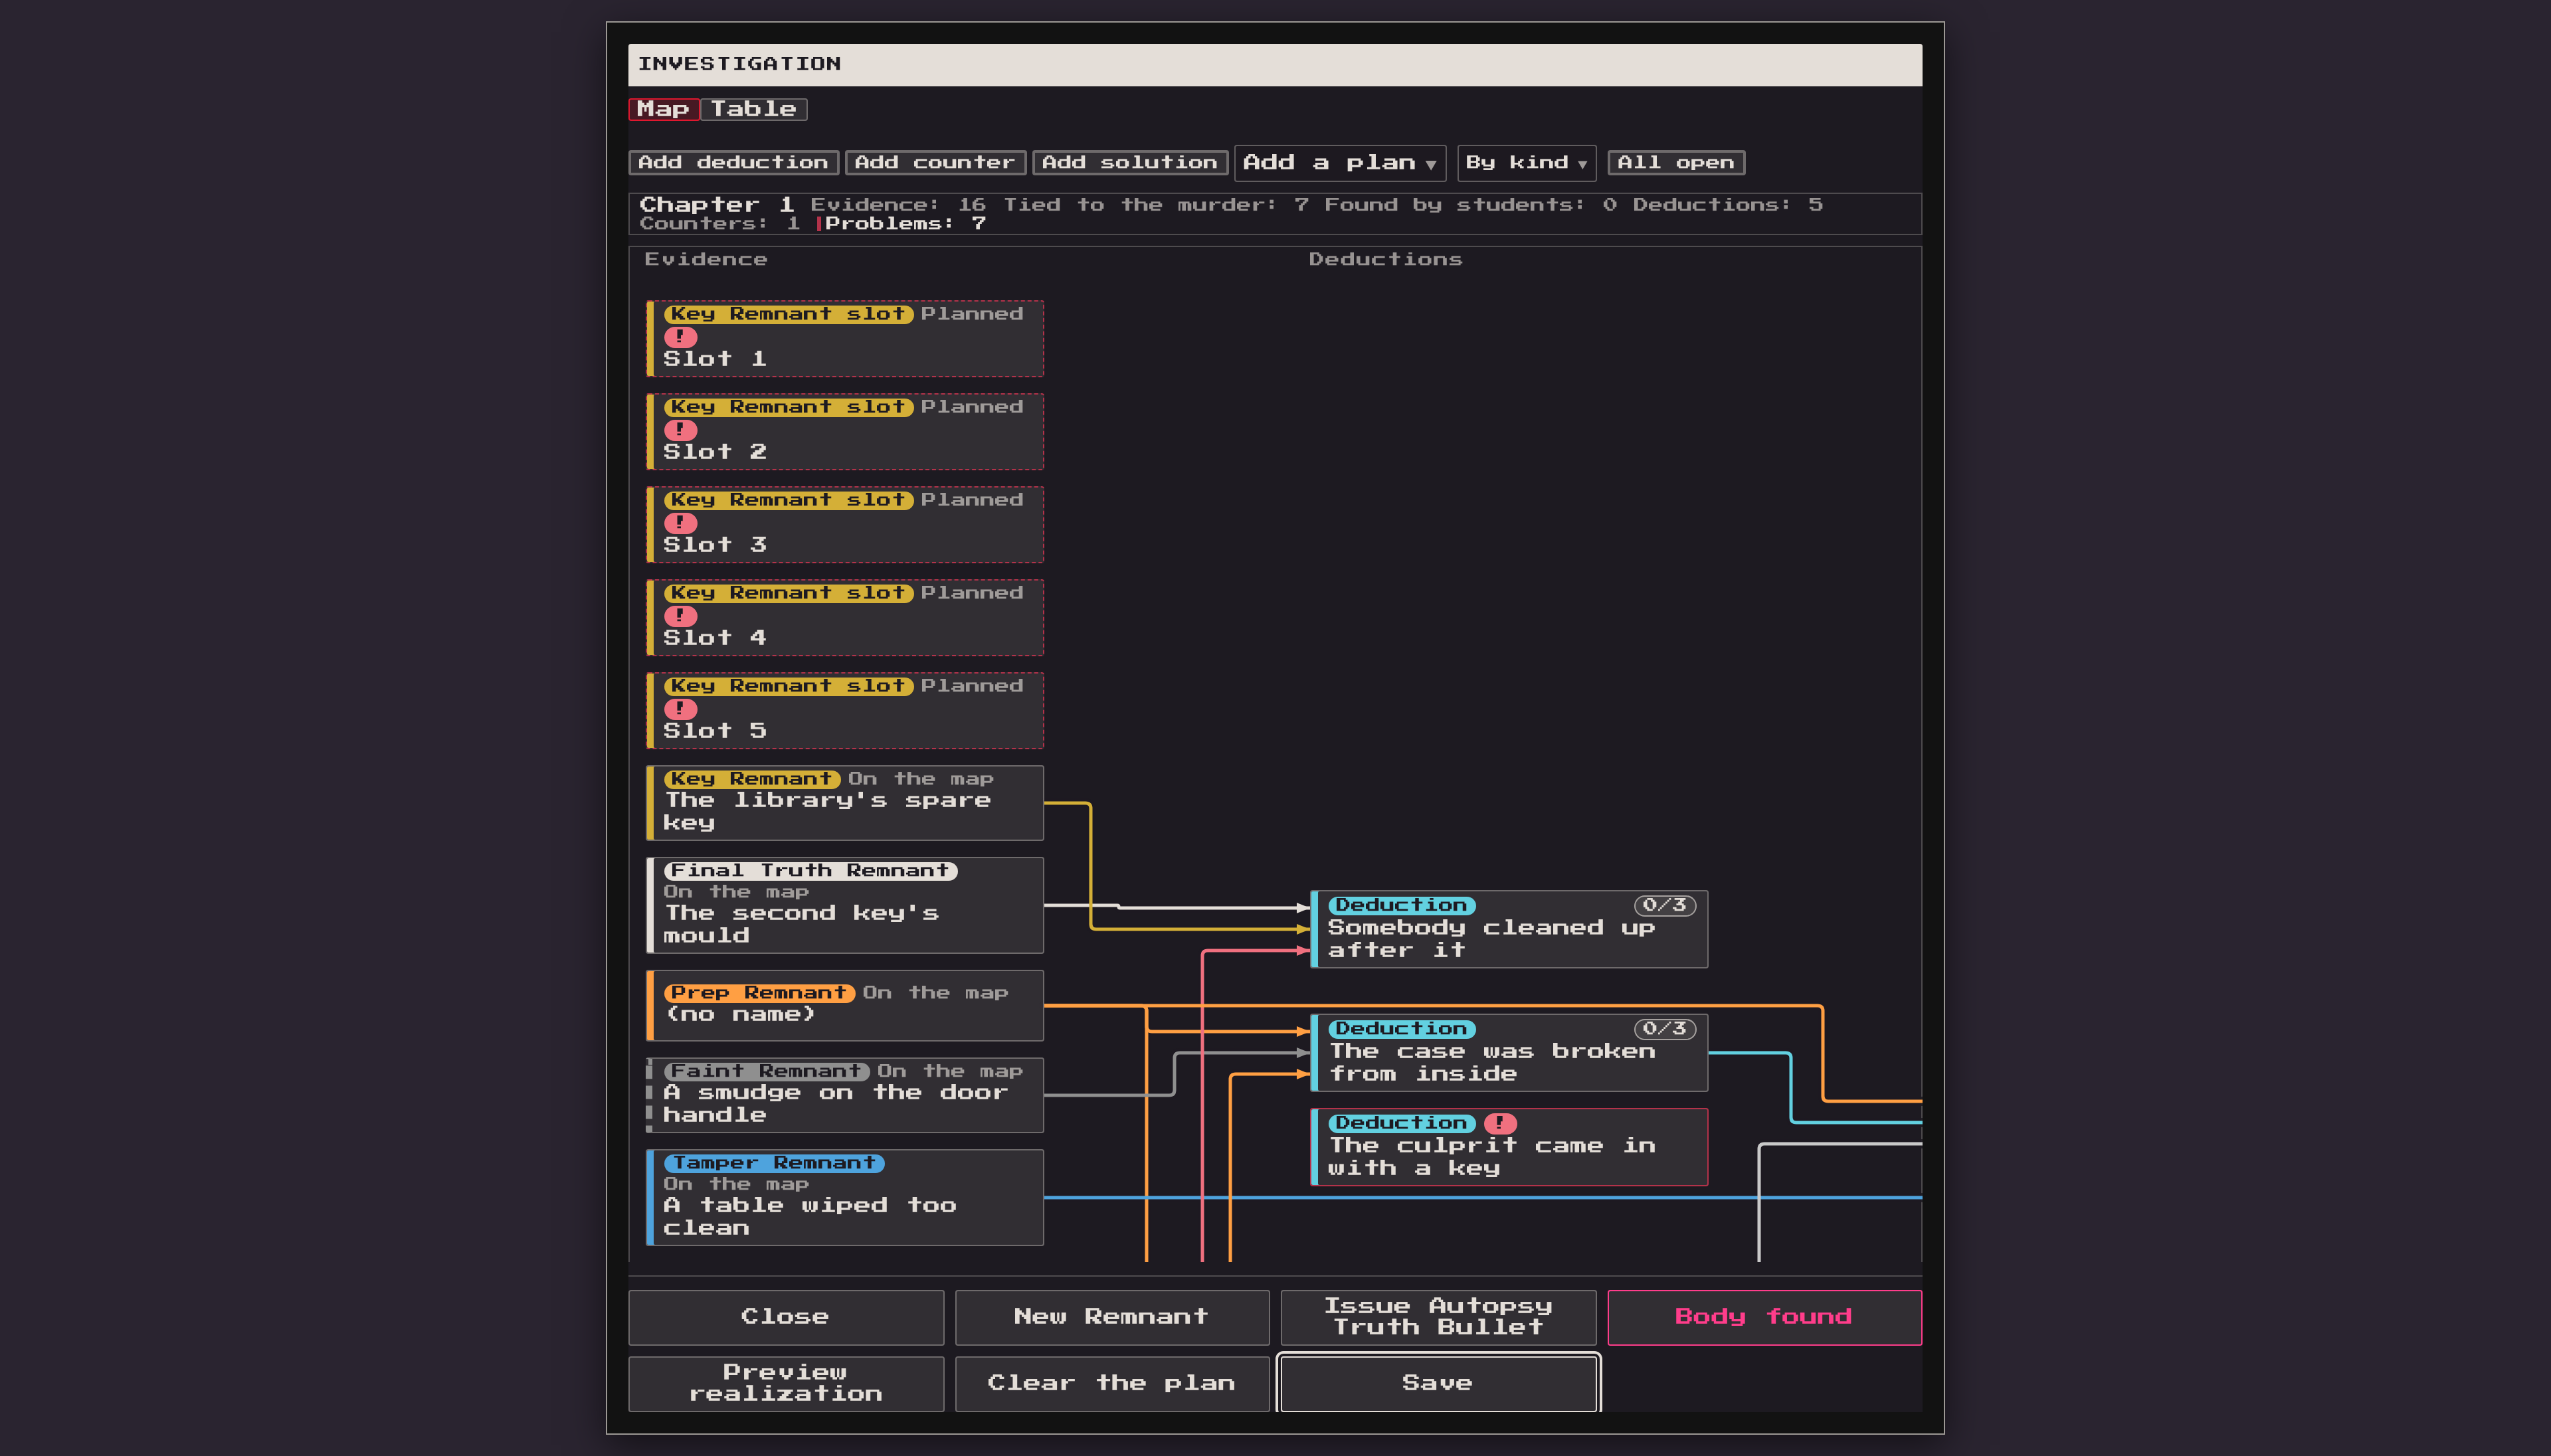 INVESTIGATION
Map Table
Add deduction Add counter Add solution Add a plan By kind All open
Chapter 1 Evidence: 16 Tied to the murder: 7 Found by students: 0 Deductions: 5
Counters: 1 Problems: 7
Evidence Deductions
Key Remnant slot Planned
!
Slot 1
Key Remnant slot Planned
!
Slot 2
Key Remnant slot Planned
!
Slot 3
Key Remnant slot Planned
!
Slot 4
Key Remnant slot Planned
!
Slot 5
Key Remnant On the map
The library's spare
key
Final Truth Remnant
On the map
The second key's
mould
Deduction 0/3
Somebody cleaned up
after it
Prep Remnant On the map
(no name)
Deduction 0/3
The case was broken
from inside
Faint Remnant On the map
A smudge on the door
handle
Deduction !
The culprit came in
with a key
Tamper Remnant
On the map
A table wiped too
clean
Close New Remnant Issue Autopsy
Truth Bullet Body found
Preview
realization Clear the plan Save